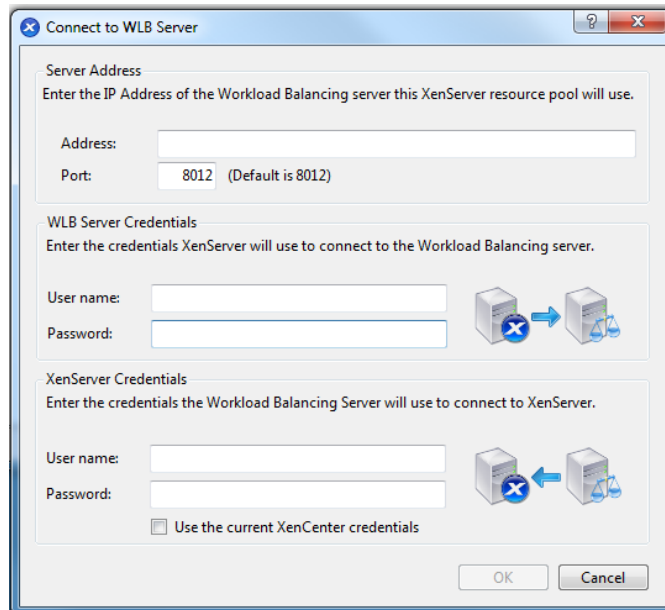 Connect to WLB Server
Server Address
Enter the IP Address of the Workload Balancing server this XenServer resource pool will use.
Address:
Port: 8012 (Default is 8012)
WLB Server Credentials
Enter the credentials XenServer will use to connect to the Workload Balancing server.
User name:
Password:
XenServer Credentials
Enter the credentials the Workload Balancing Server will use to connect to XenServer.
User name:
Password:
Use the current XenCenter credentials
OK Cancel